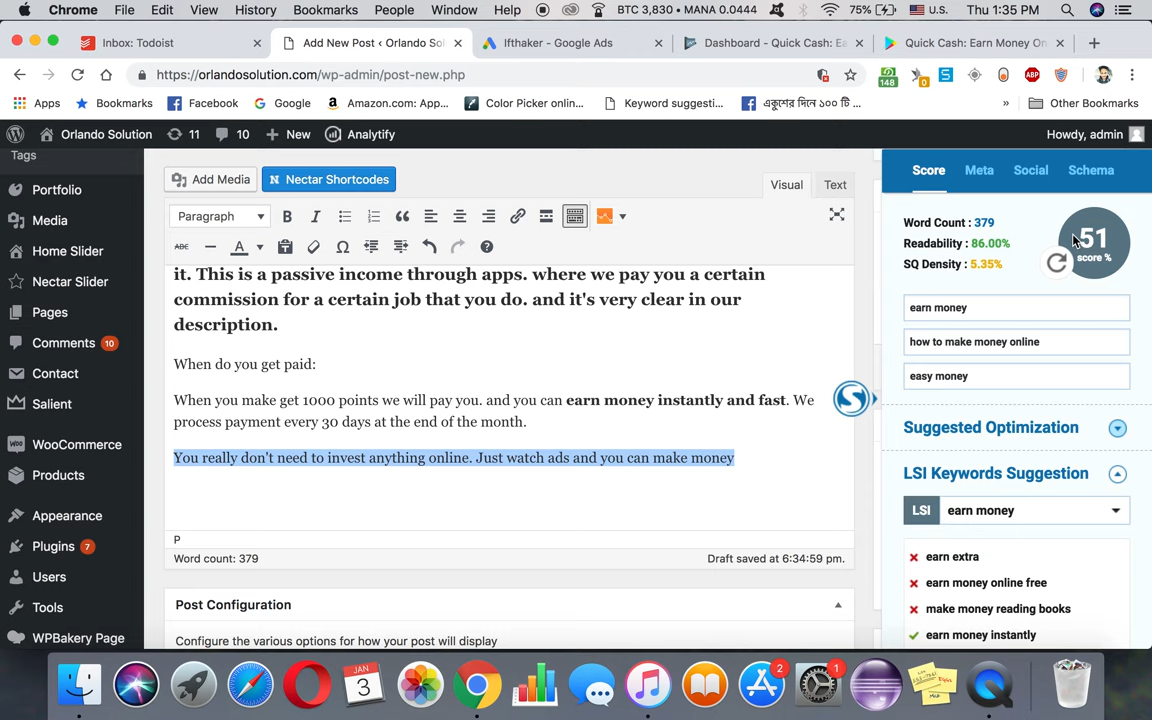 Chrome File Edit View History Bookmarks People Window Help BTC 3,830 • MANA 0.0444 75% U.S. Thu 1:35 PM
Inbox: Todoist Add New Post ‹ Orlando Sol Ifthaker - Google Ads Dashboard - Quick Cash: Ea Quick Cash: Earn Money On
https://orlandosolution.com/wp-admin/post-new.php 148 0 S ABP
Apps Bookmarks Facebook Google Amazon.com: App... Color Picker onlin... Keyword suggesti... একুশের দিনে ১০০ টি ... » Other Bookmarks
Orlando Solution 11 10 New Analytify Howdy, admin
Tags
Portfolio
Media
Home Slider
Nectar Slider
Pages
Comments 10
Contact
Salient
WooCommerce
Products
Appearance
Plugins 7
Users
Tools
WPBakery Page
Add Media Nectar Shortcodes
Visual Text
Paragraph B I
ABC A Ω
it. This is a passive income through apps. where we pay you a certain
commission for a certain job that you do. and it's very clear in our
description.
When do you get paid:
When you make get 1000 points we will pay you. and you can earn money instantly and fast. We
process payment every 30 days at the end of the month.
You really don't need to invest anything online. Just watch ads and you can make money
P
Word count: 379 Draft saved at 6:34:59 pm.
Post Configuration
Configure the various options for how your post will display
Score Meta Social Schema
Word Count : 379
Readability : 86.00%
SQ Density : 5.35%
51
score %
earn money
how to make money online
easy money
S
Suggested Optimization
LSI Keywords Suggestion
LSI earn money
earn extra
earn money online free
make money reading books
earn money instantly
JAN
3
2
1